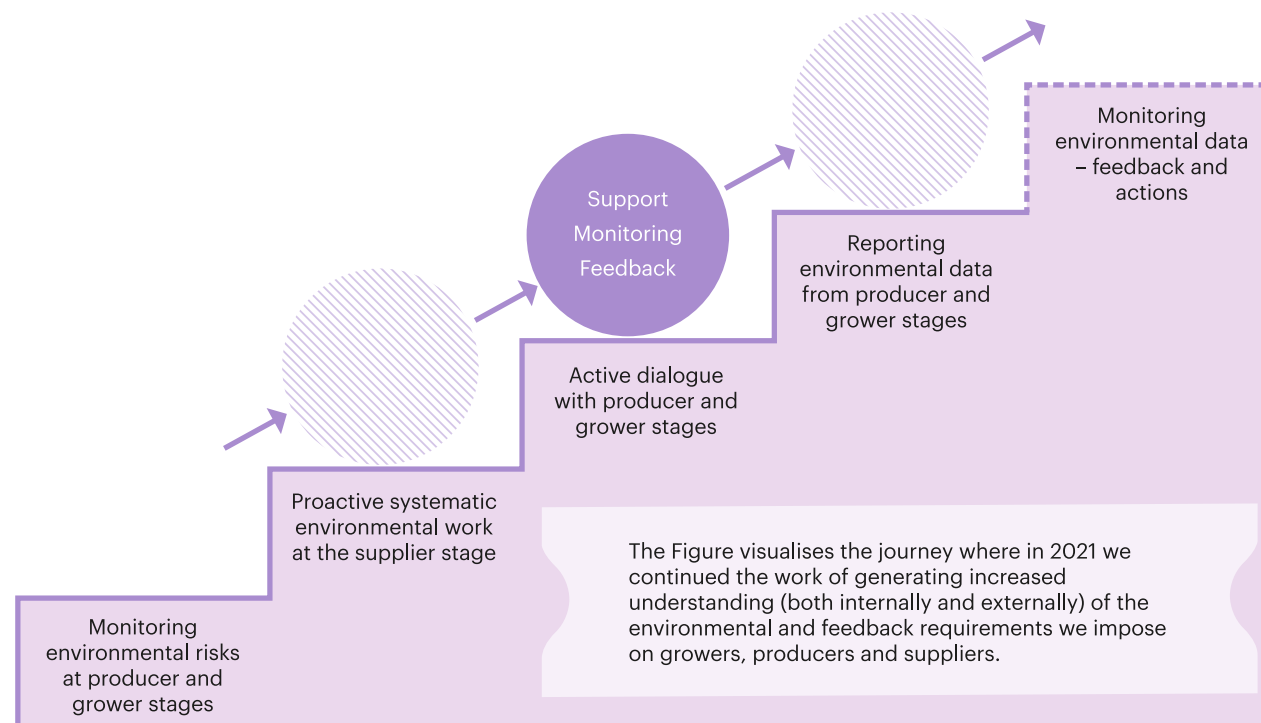 Monitoring
environmental risks
at producer and
grower stages
Proactive systematic
environmental work
at the supplier stage
Support
Monitoring
Feedback
Active dialogue
with producer and
grower stages
Reporting
environmental data
from producer and
grower stages
Monitoring
environmental data
– feedback and
actions
The Figure visualises the journey where in 2021 we
continued the work of generating increased
understanding (both internally and externally) of the
environmental and feedback requirements we impose
on growers, producers and suppliers.